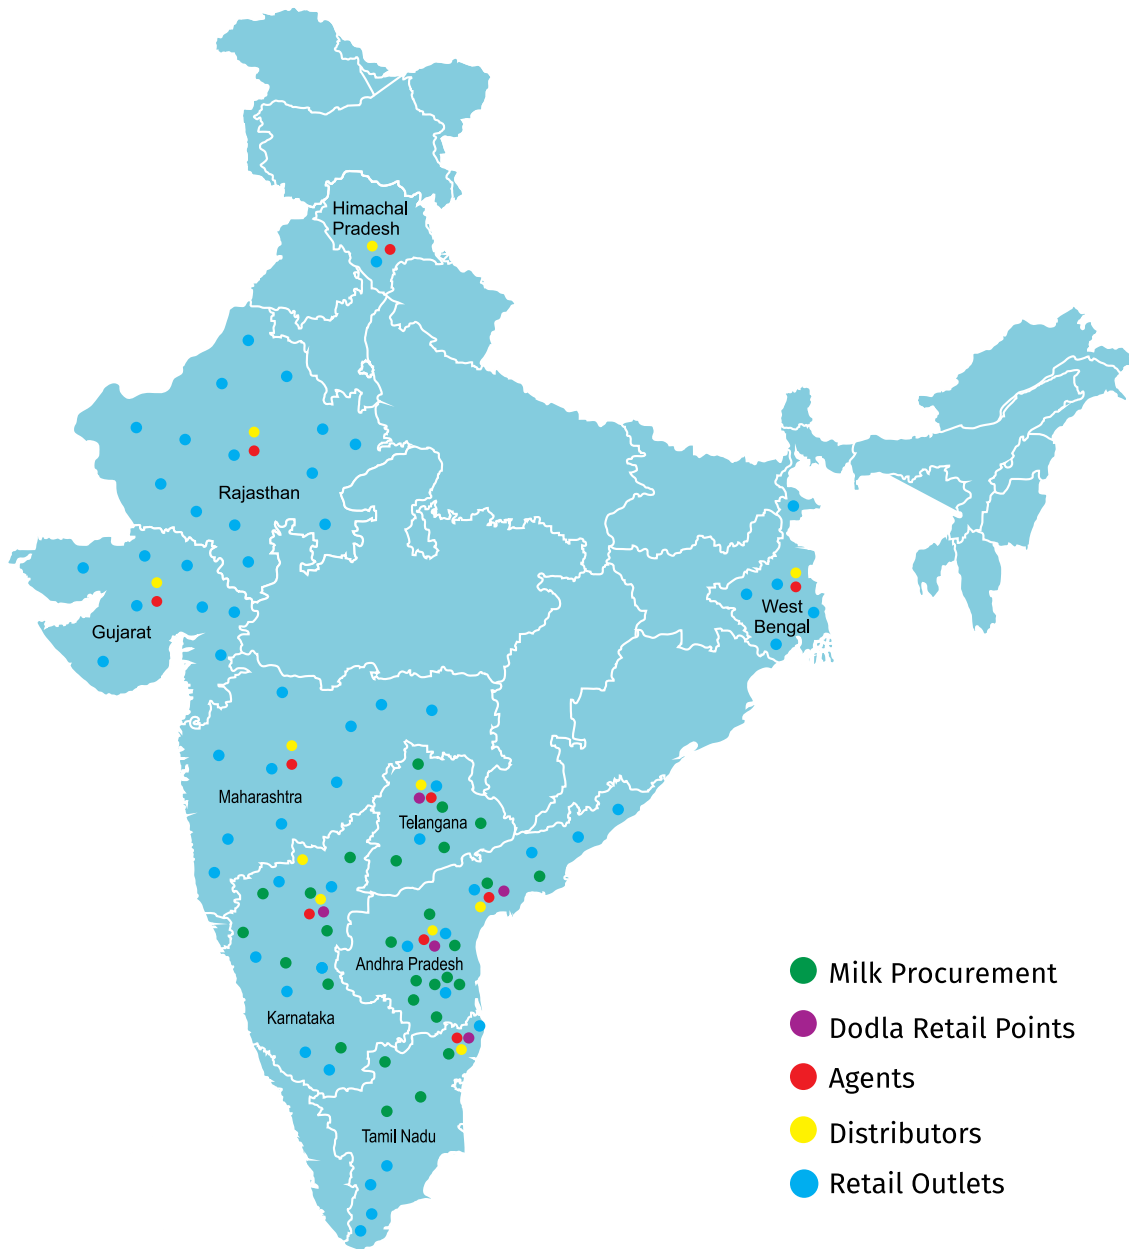 Himachal
Pradesh
Rajasthan
Gujarat
West
Bengal
Maharashtra
Telangana
Andhra Pradesh
Karnataka
Tamil Nadu
Milk Procurement
Dodla Retail Points
Agents
Distributors
Retail Outlets